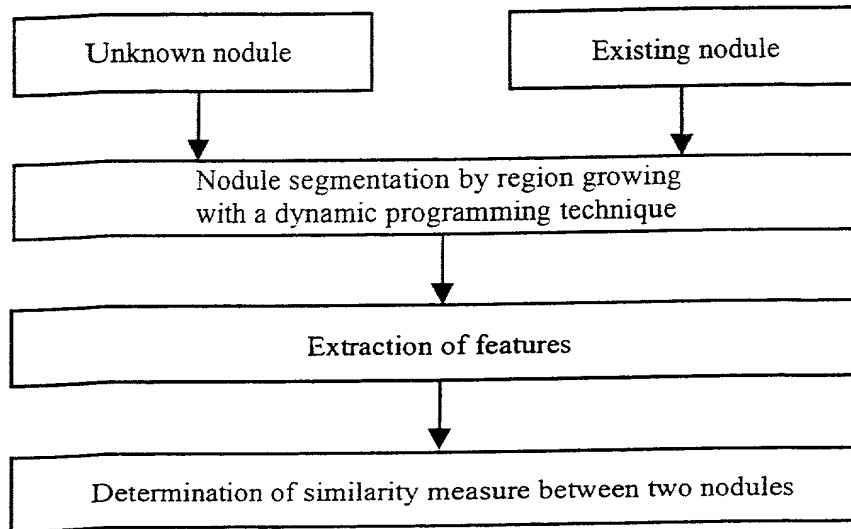 Unknown nodule
Existing nodule
Nodule segmentation by region growing
with a dynamic programming technique
Extraction of features
Determination of similarity measure between two nodules